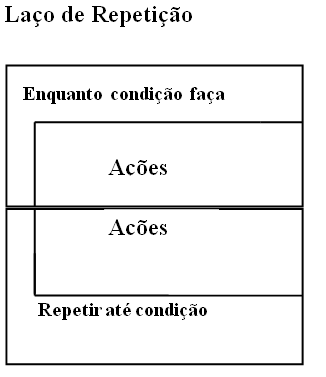 Laço de Repetição
Enquanto condição faça
Acões
Acões
Repetir até condição